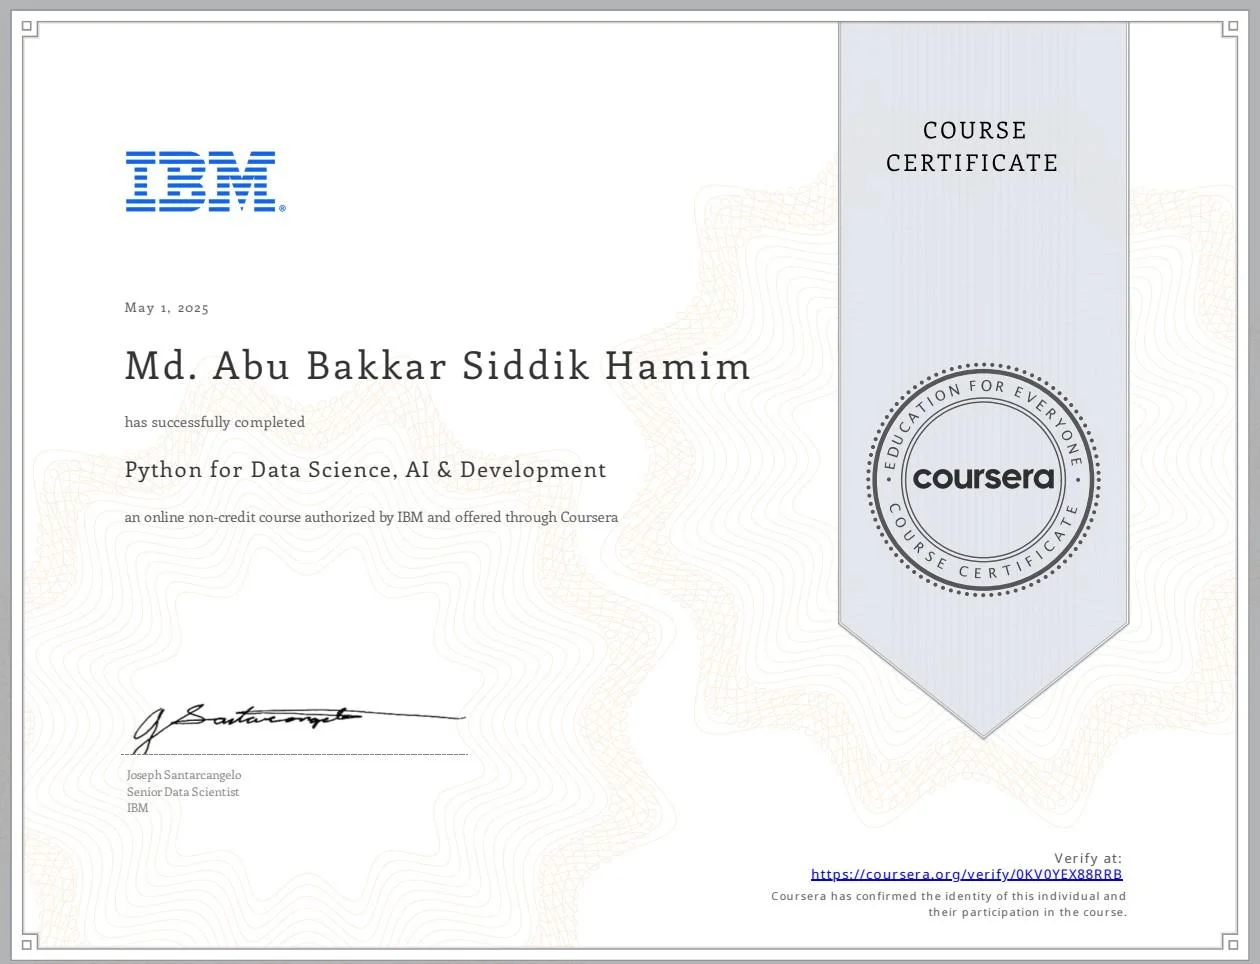 COURSE
CERTIFICATE
IBM®
May 1, 2025
Md. Abu Bakkar Siddik Hamim
has successfully completed
Python for Data Science, AI & Development
an online non-credit course authorized by IBM and offered through Coursera
EDUCATION FOR EVERYONE
coursera
COURSE CERTIFICATE
J Santarcangelo
Joseph Santarcangelo
Senior Data Scientist
IBM
Verify at:
https://coursera.org/verify/0KV0YEX88RRB
Coursera has confirmed the identity of this individual and
their participation in the course.